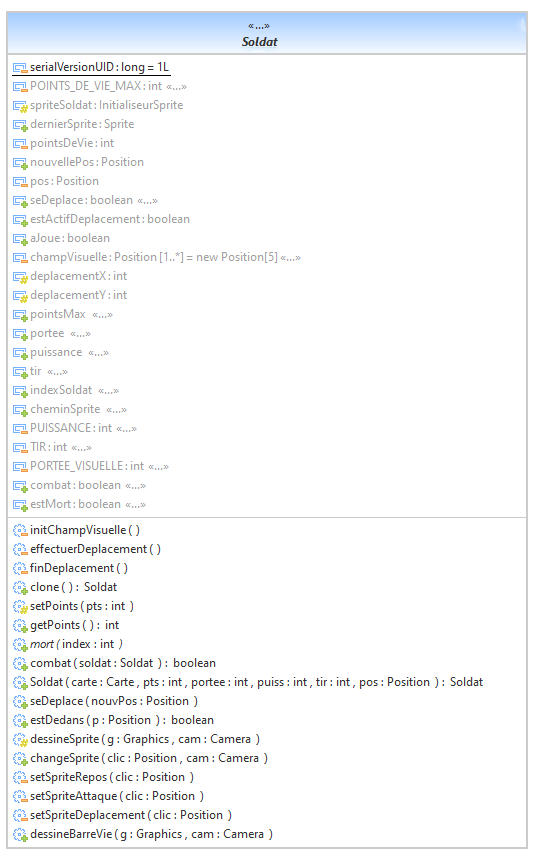 «...»
Soldat
serialVersionUID : long = 1L
POINTS_DE_VIE_MAX : int «...»
spriteSoldat : InitialiseurSprite
dernierSprite : Sprite
pointsDeVie : int
nouvellePos : Position
pos : Position
seDeplace : boolean «...»
estActifDeplacement : boolean
aJoue : boolean
champVisuelle : Position [1..*] = new Position[5] «...»
deplacementX : int
deplacementY : int
pointsMax «...»
portee «...»
puissance «...»
tir «...»
indexSoldat «...»
cheminSprite «...»
PUISSANCE : int «...»
TIR : int «...»
PORTEE_VISUELLE : int «...»
combat : boolean «...»
estMort : boolean «...»
initChampVisuelle ( )
effectuerDeplacement ( )
finDeplacement ( )
clone ( ) : Soldat
setPoints ( pts : int )
getPoints ( ) : int
mort ( index : int )
combat ( soldat : Soldat ) : boolean
Soldat ( carte : Carte , pts : int , portee : int , puiss : int , tir : int , pos : Position ) : Soldat
seDeplace ( nouvPos : Position )
estDedans ( p : Position ) : boolean
dessineSprite ( g : Graphics , cam : Camera )
changeSprite ( clic : Position , cam : Camera )
setSpriteRepos ( clic : Position )
setSpriteAttaque ( clic : Position )
setSpriteDeplacement ( clic : Position )
dessineBarreVie ( g : Graphics , cam : Camera )